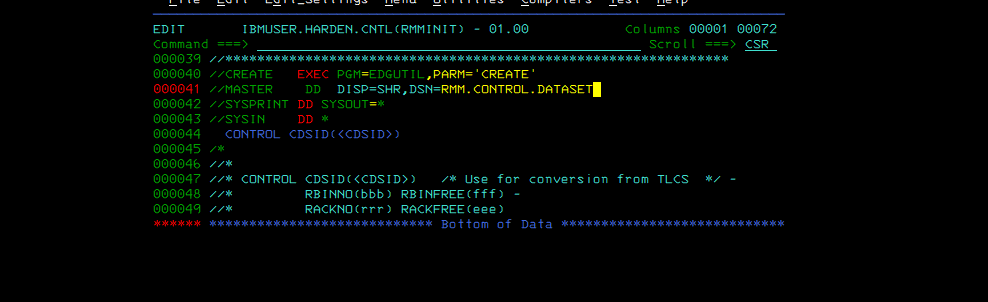 File  Edit  Edit_Settings  Menu  Utilities  Compilers  Test  Help
EDIT       IBMUSER.HARDEN.CNTL(RMMINIT) - 01.00            Columns 00001 00072
Command ===>                                                  Scroll ===> CSR
000039 //***************************************************************
000040 //CREATE   EXEC PGM=EDGUTIL,PARM='CREATE'
000041 //MASTER    DD  DISP=SHR,DSN=RMM.CONTROL.DATASET
000042 //SYSPRINT DD SYSOUT=*
000043 //SYSIN    DD *
000044   CONTROL CDSID(<CDSID>)
000045 /*
000046 //*
000047 //* CONTROL CDSID(<CDSID>)   /* Use for conversion from TLCS  */ -
000048 //*         RBINNO(bbb) RBINFREE(fff) -
000049 //*         RACKNO(rrr) RACKFREE(eee)
****** **************************** Bottom of Data ****************************